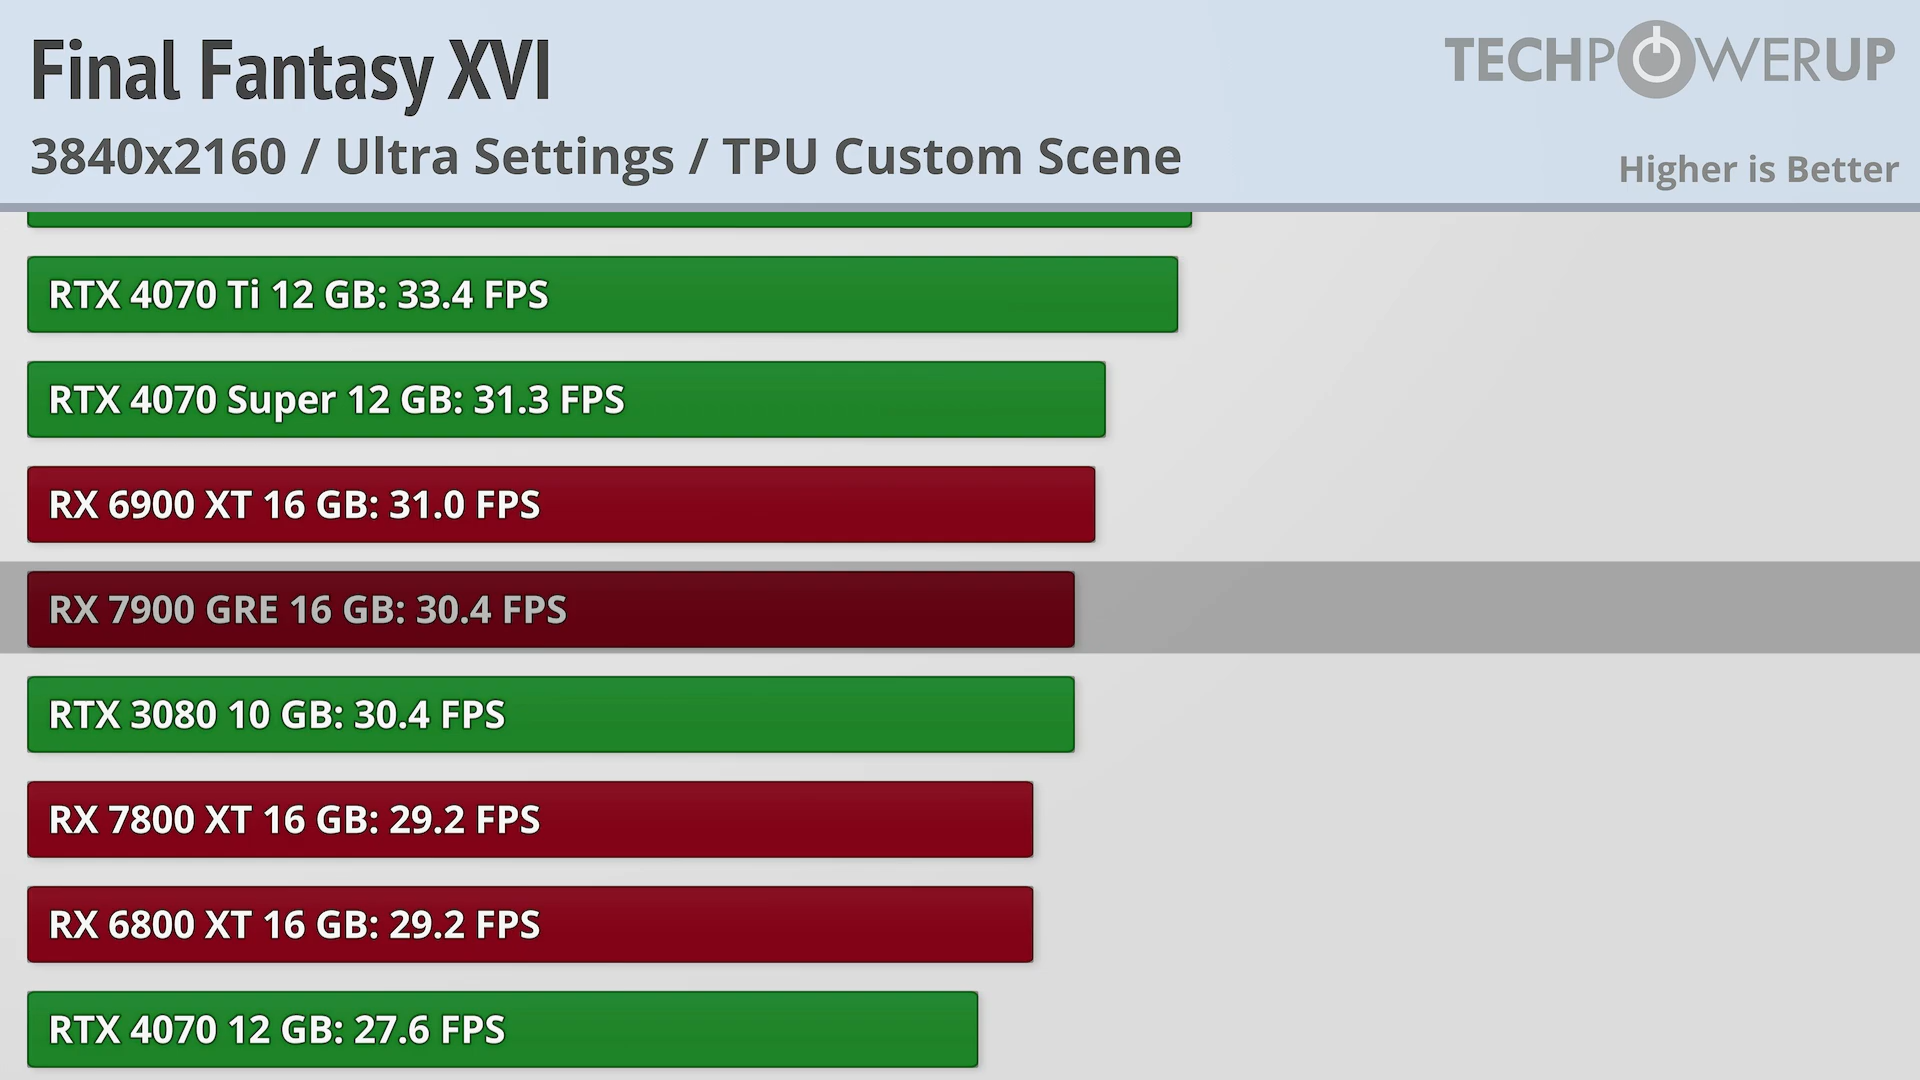 Final Fantasy XVI
TECHPOWERUP
3840x2160 / Ultra Settings / TPU Custom Scene
Higher is Better
RTX 4070 Ti 12 GB: 33.4 FPS
RTX 4070 Super 12 GB: 31.3 FPS
RX 6900 XT 16 GB: 31.0 FPS
RX 7900 GRE 16 GB: 30.4 FPS
RTX 3080 10 GB: 30.4 FPS
RX 7800 XT 16 GB: 29.2 FPS
RX 6800 XT 16 GB: 29.2 FPS
RTX 4070 12 GB: 27.6 FPS